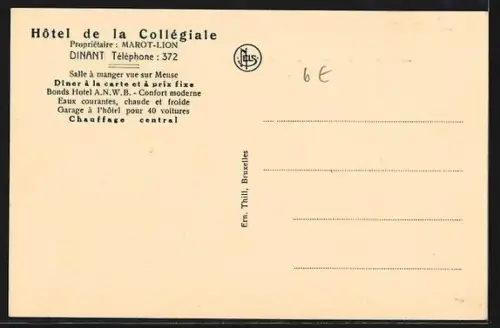 Hôtel de la Collégiale
Propriétaire : MAROT-LION
DINANT Téléphone : 372
Salle à manger vue sur Meuse
Dîner à la carte et à prix fixe
Bonds Hotel A.N.W.B. - Confort moderne
Eaux courantes, chaude et froide
Garage à l'hôtel pour 40 voitures
Chauffage central
6€
Ern. Thill, Bruxelles